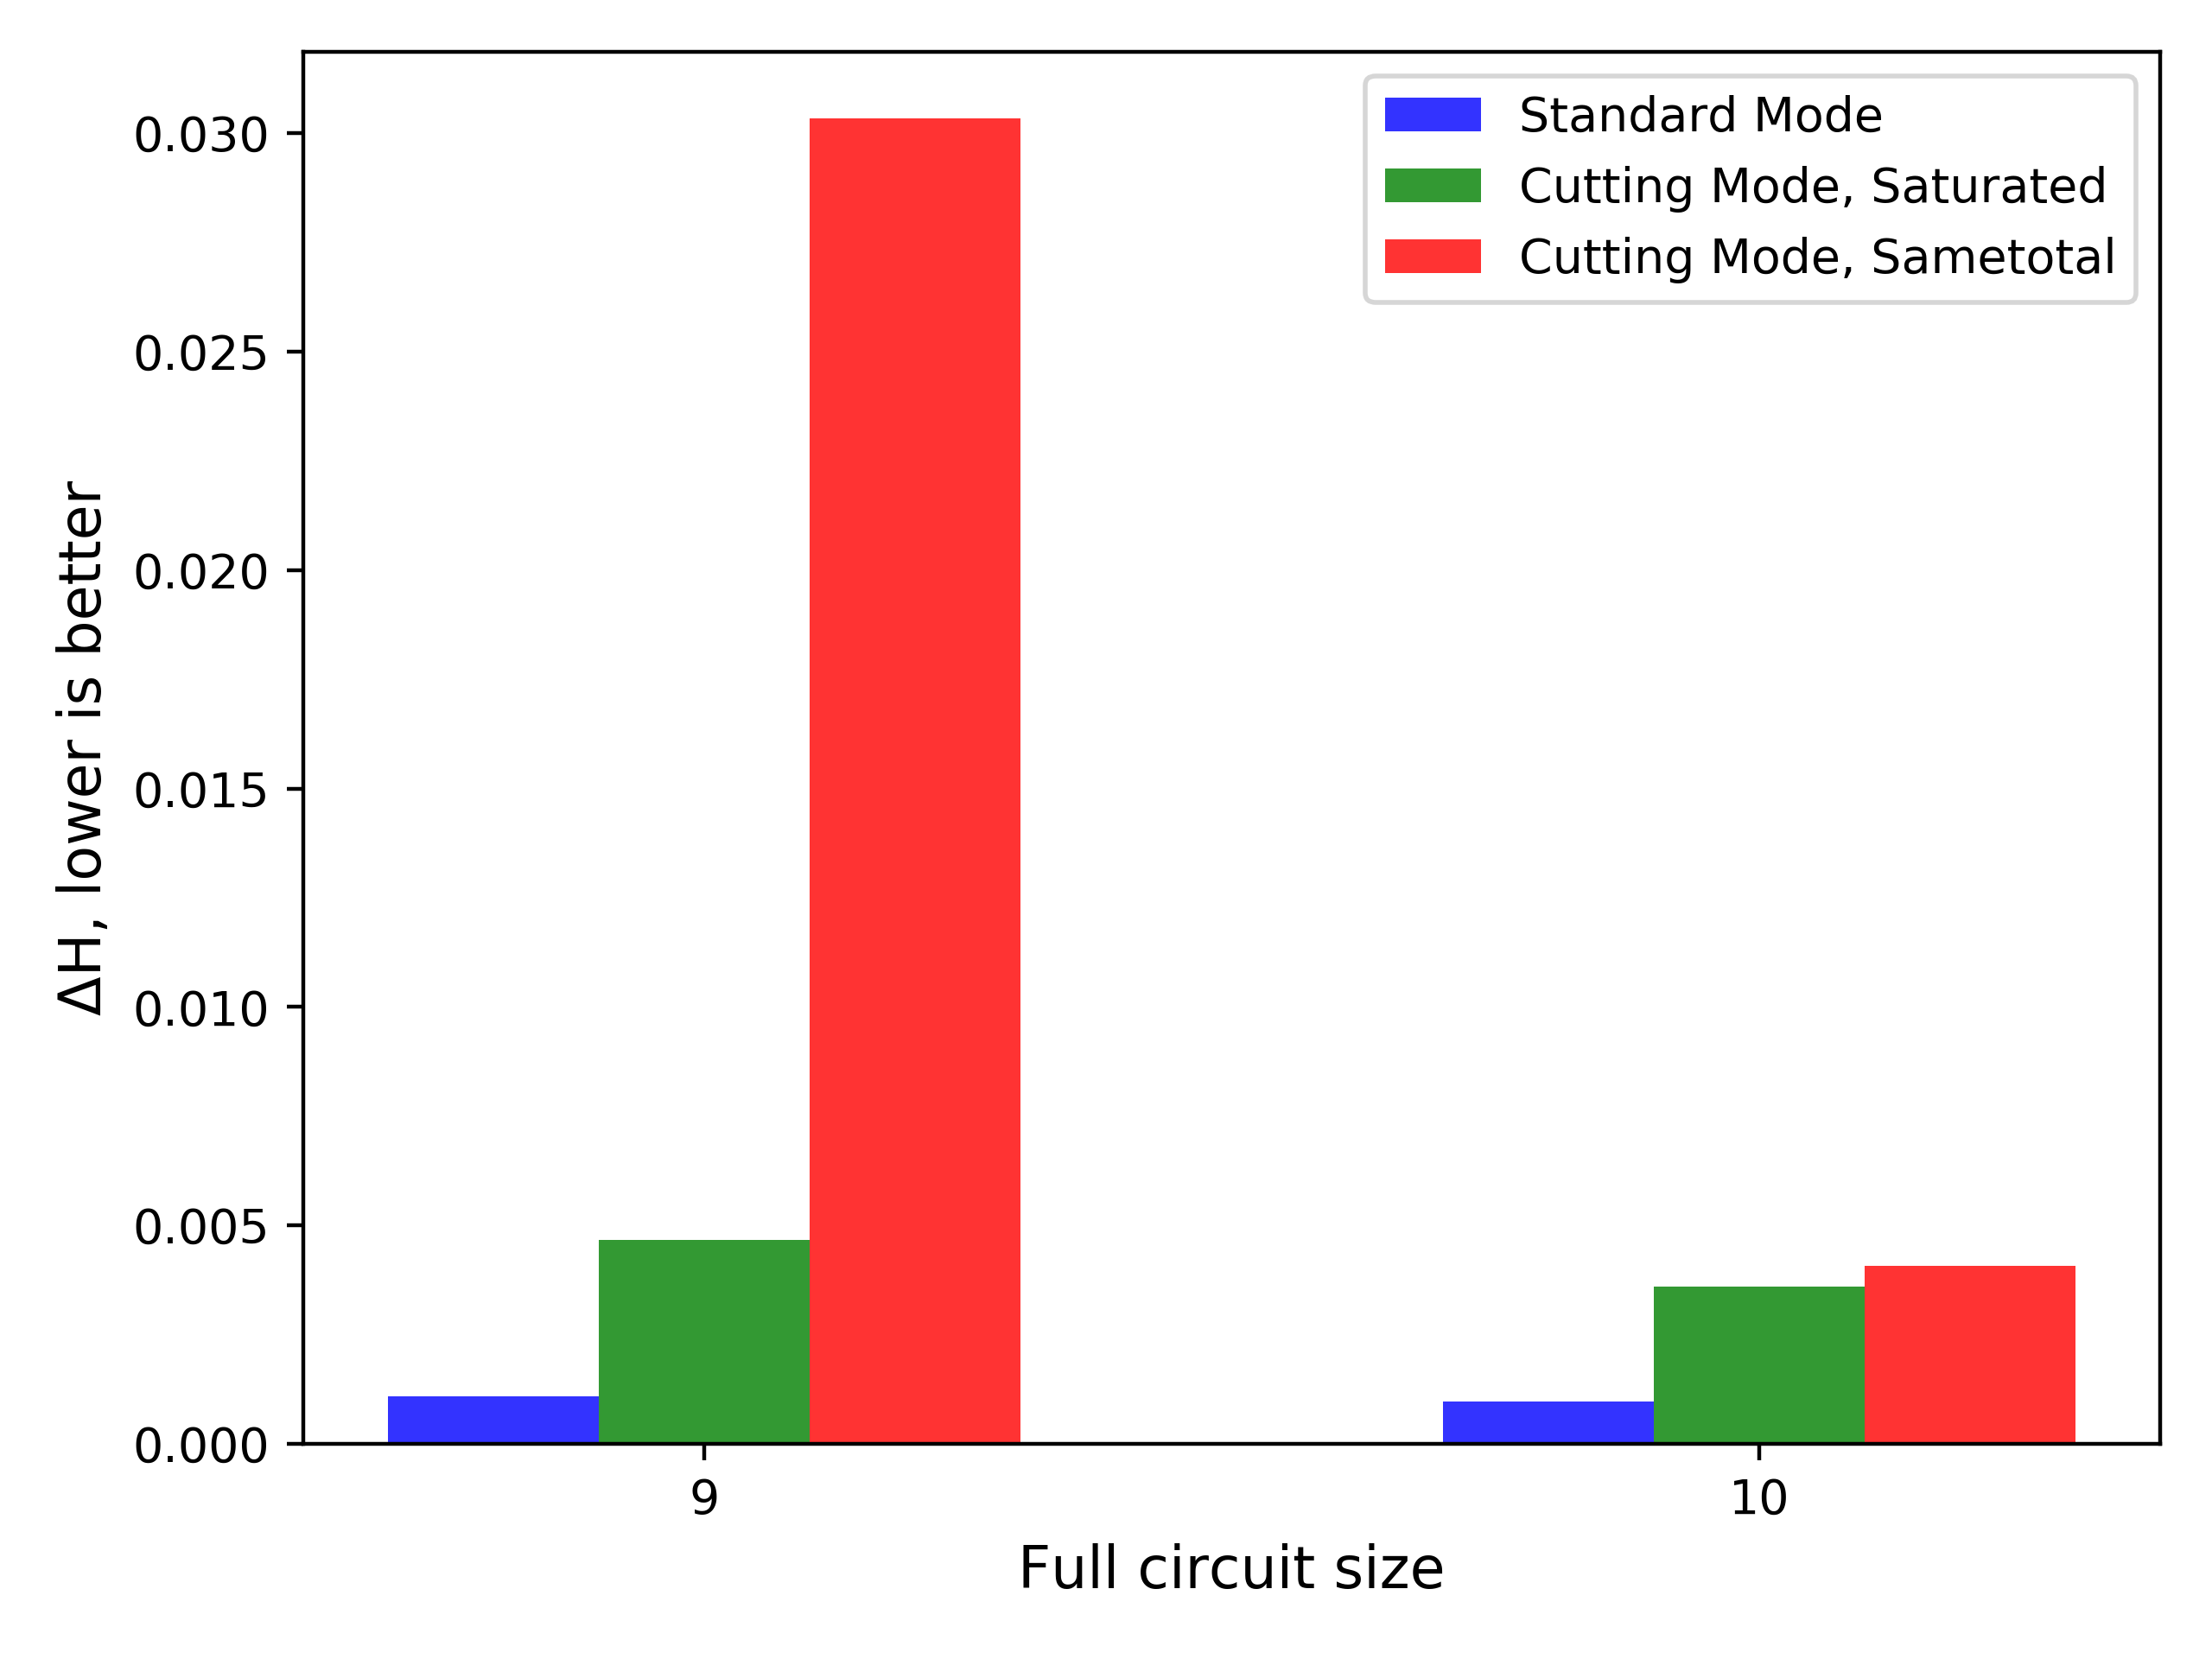 Standard Mode
Cutting Mode, Saturated
Cutting Mode, Sametotal
ΔH, lower is better
0.030
0.025
0.020
0.015
0.010
0.005
0.000
9
10
Full circuit size